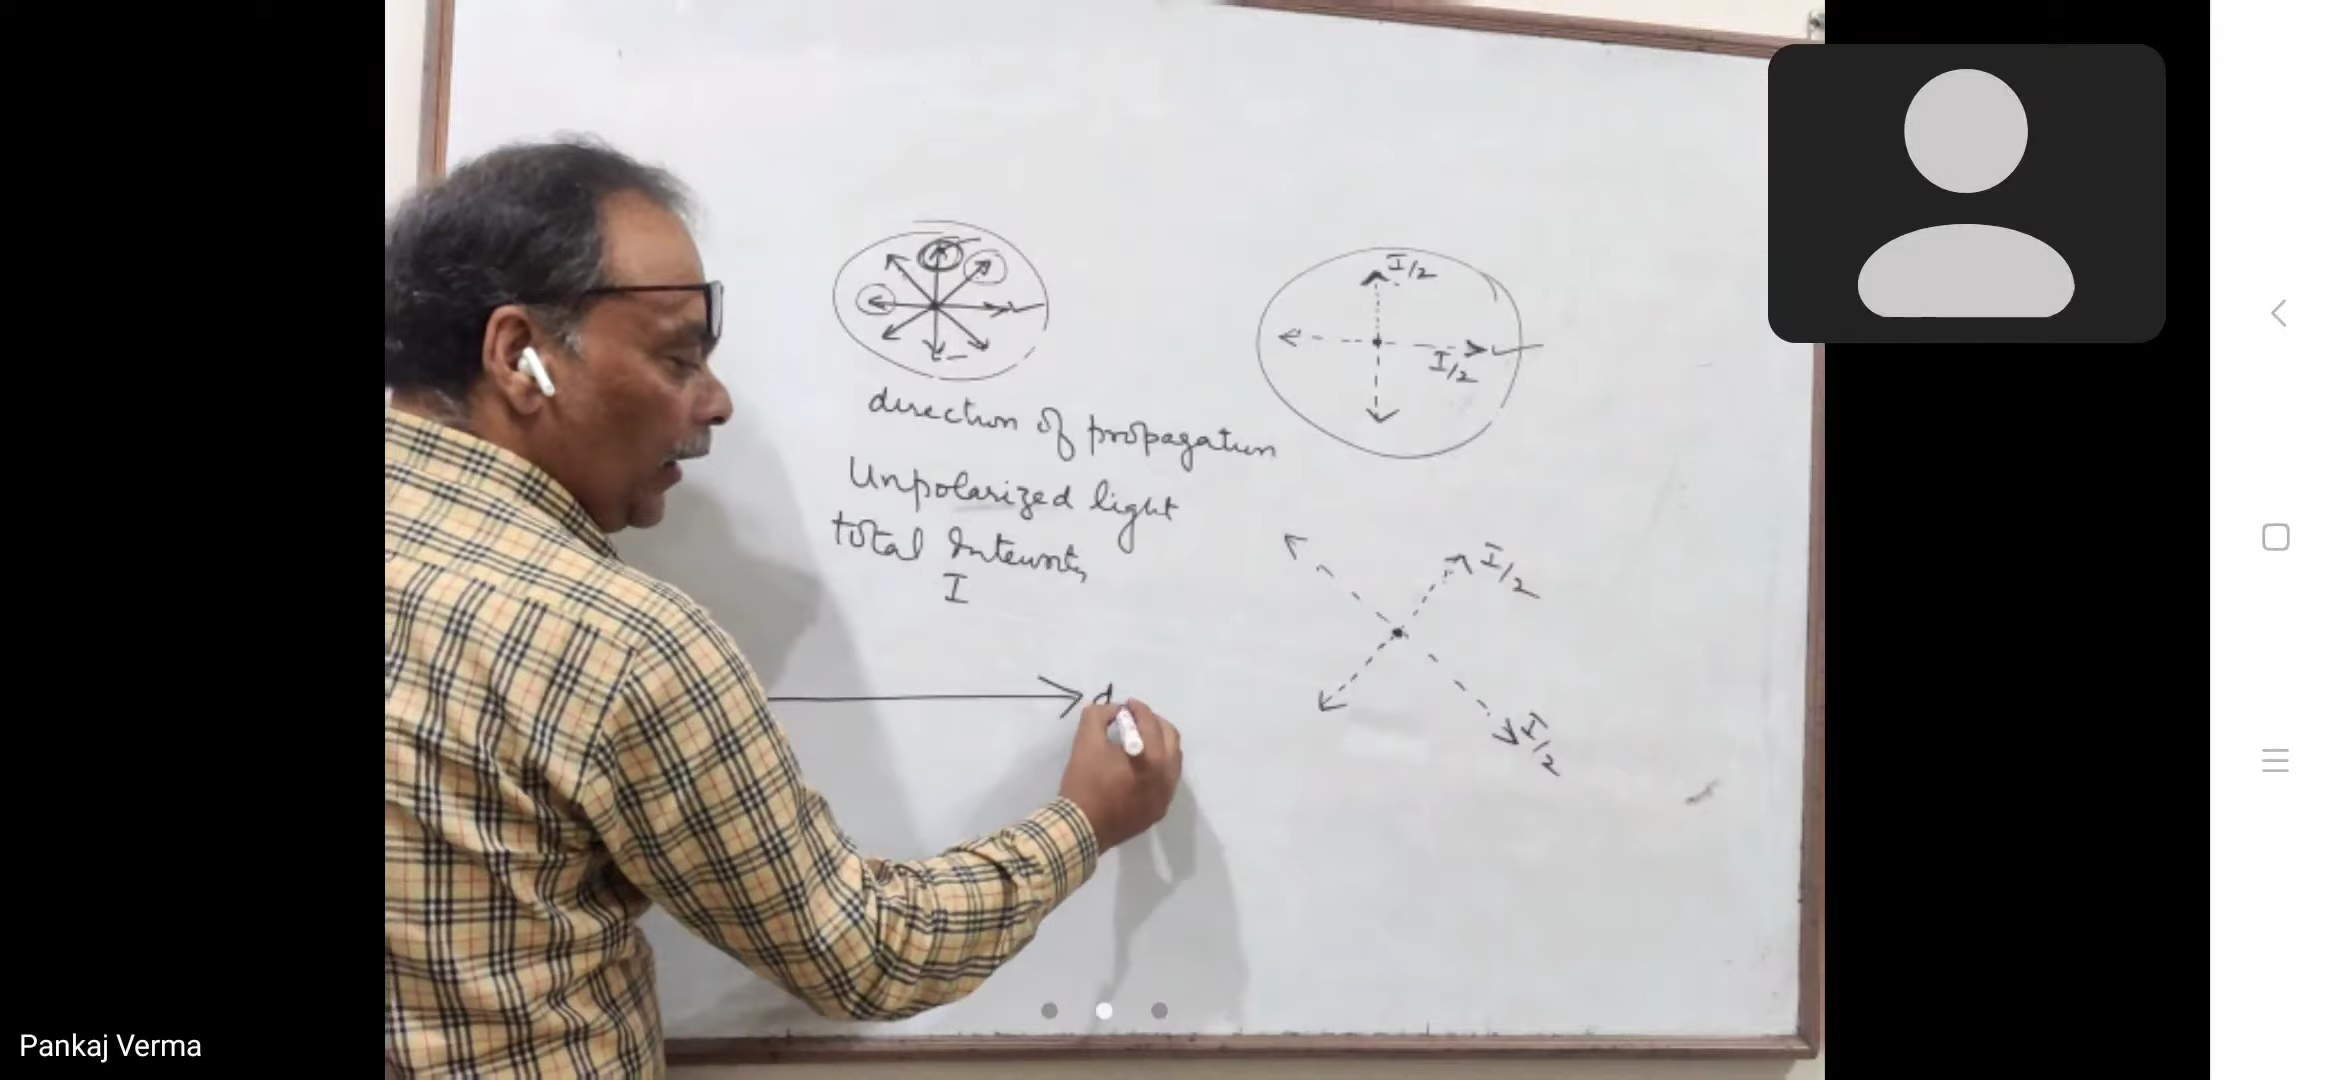 I/2
I/2
direction of propagation
Unpolarized light
total Intensity
I
I/2
I/2
d
Pankaj Verma